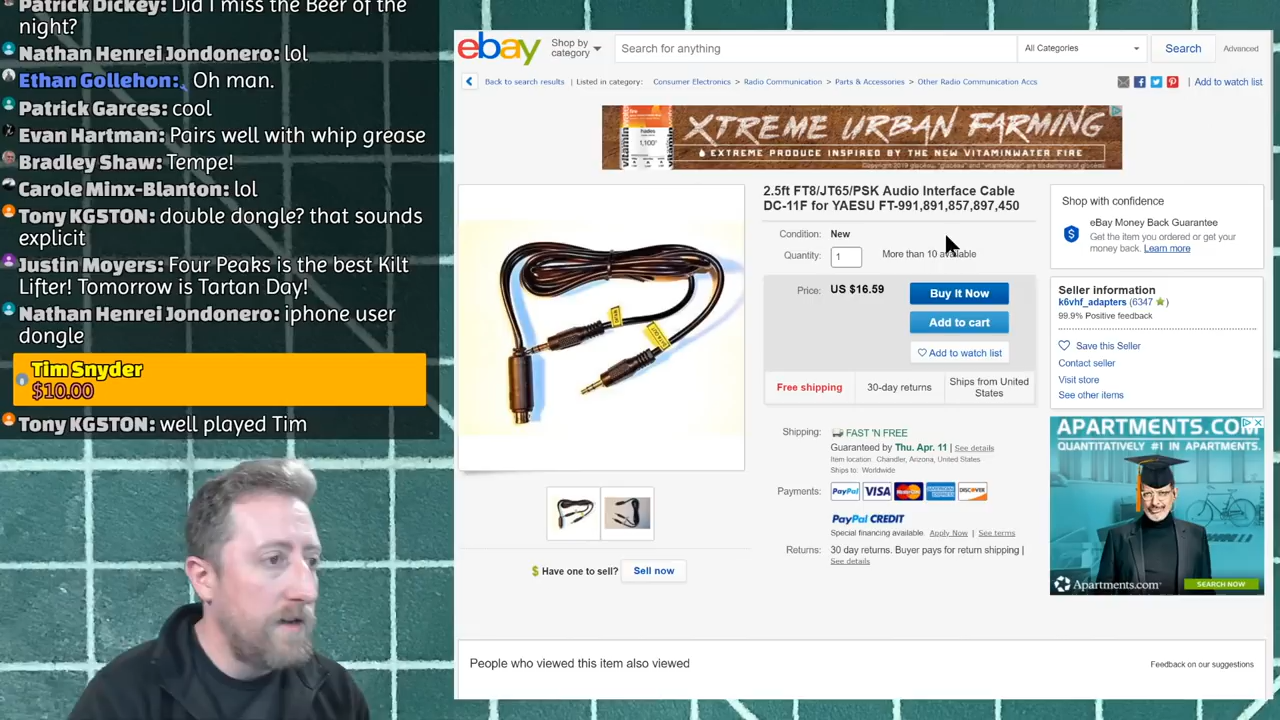 Patrick Dickey: Did I miss the Beer of the
night?
Nathan Henrei Jondonero: lol
Ethan Gollehon: . Oh man.
Patrick Garces: cool
Evan Hartman: Pairs well with whip grease
Bradley Shaw: Tempe!
Carole Minx-Blanton: lol
Tony KGSTON: double dongle? that sounds
explicit
Justin Moyers: Four Peaks is the best Kilt
Lifter! Tomorrow is Tartan Day!
Nathan Henrei Jondonero: iphone user
dongle
Tim Snyder
$10.00
Tony KGSTON: well played Tim
ebay
Shop by
category
Search for anything
All Categories
Search
Advanced
Back to search results | Listed in category: Consumer Electronics > Radio Communication > Parts & Accessories > Other Radio Communication Accs
| Add to watch list
XTREME URBAN FARMING
EXTREME PRODUCE INSPIRED BY THE NEW VITAMINWATER FIRE
2.5ft FT8/JT65/PSK Audio Interface Cable
DC-11F for YAESU FT-991,891,857,897,450
Condition: New
Quantity: 1 More than 10 available
Price: US $16.59
Buy It Now
Add to cart
Add to watch list
Free shipping
30-day returns
Ships from United
States
Shipping: FAST 'N FREE
Guaranteed by Thu. Apr. 11 | See details
Item location: Chandler, Arizona, United States
Ships to: Worldwide
Payments: PayPal VISA MasterCard AMERICAN EXPRESS DISCOVER
PayPal CREDIT
Special financing available. Apply Now | See terms
Returns: 30 day returns. Buyer pays for return shipping |
See details
$ Have one to sell? Sell now
Shop with confidence
eBay Money Back Guarantee
Get the item you ordered or get your
money back. Learn more
Seller information
k6vhf_adapters (6347)
99.9% Positive feedback
Save this Seller
Contact seller
Visit store
See other items
APARTMENTS.COM
QUANTITATIVELY #1 IN APARTMENTS.
Apartments.com
SEARCH NOW
People who viewed this item also viewed
Feedback on our suggestions